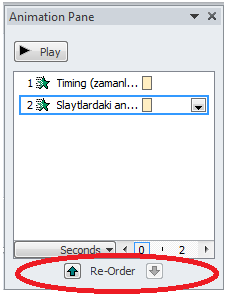 Animation Pane
Play
1 Timing (zamanl...
2 Slaytlardaki an...
Seconds 0 2
Re-Order